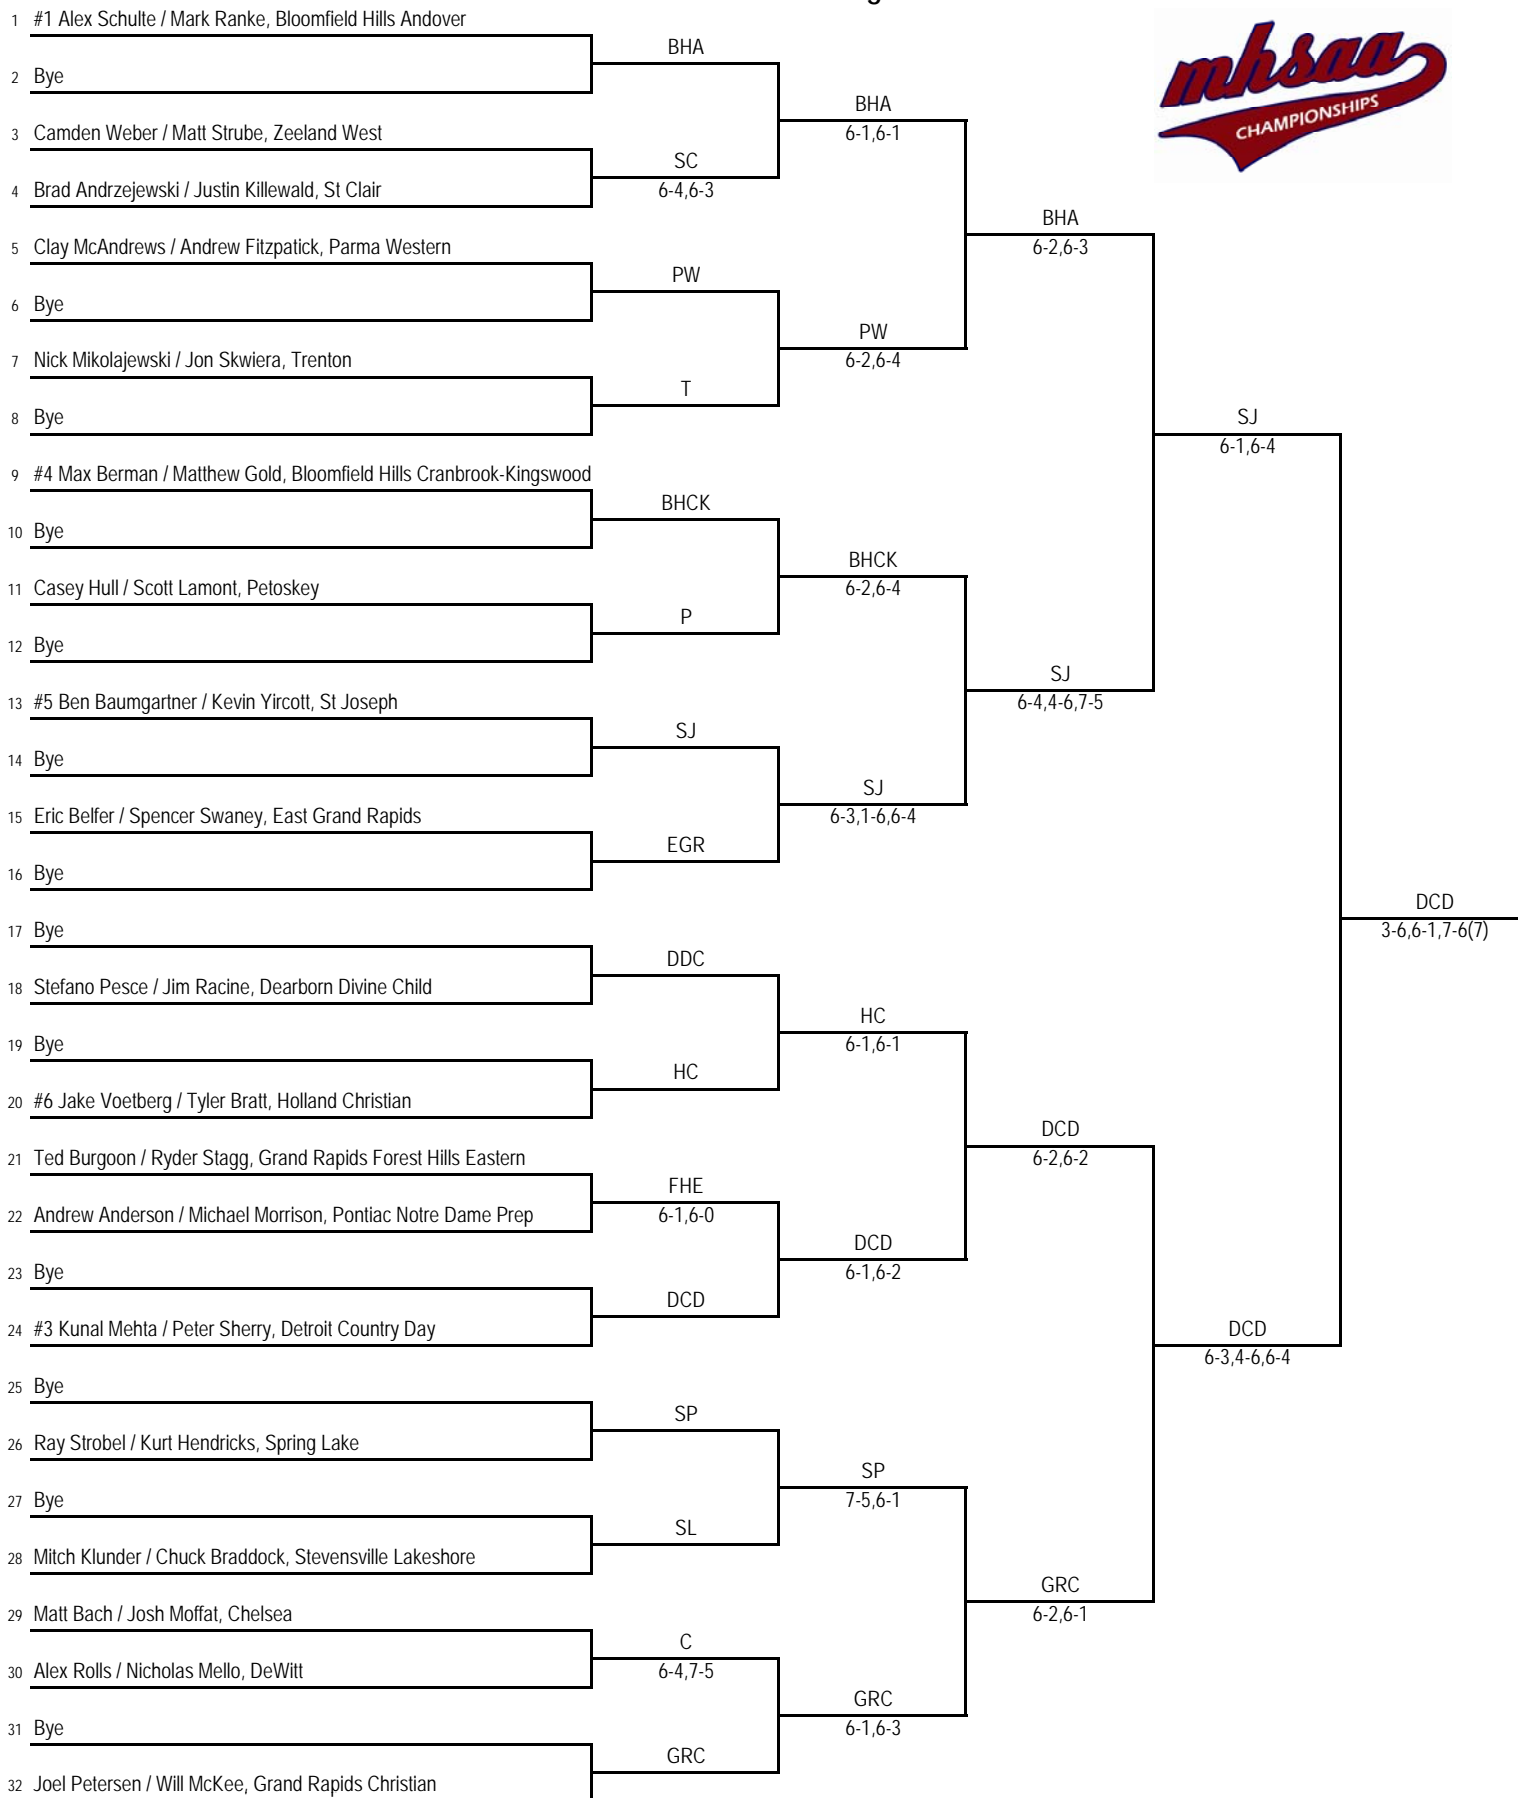 1 #1 Alex Schulte / Mark Ranke, Bloomfield Hills Andover
BHA
2 Bye
BHA
6-1,6-1
3 Camden Weber / Matt Strube, Zeeland West
SC
6-4,6-3
4 Brad Andrzejewski / Justin Killewald, St Clair
BHA
6-2,6-3
5 Clay McAndrews / Andrew Fitzpatick, Parma Western
PW
6 Bye
PW
6-2,6-4
7 Nick Mikolajewski / Jon Skwiera, Trenton
T
8 Bye
SJ
6-1,6-4
9 #4 Max Berman / Matthew Gold, Bloomfield Hills Cranbrook-Kingswood
BHCK
10 Bye
BHCK
6-2,6-4
11 Casey Hull / Scott Lamont, Petoskey
P
12 Bye
SJ
6-4,4-6,7-5
13 #5 Ben Baumgartner / Kevin Yircott, St Joseph
SJ
14 Bye
SJ
6-3,1-6,6-4
15 Eric Belfer / Spencer Swaney, East Grand Rapids
EGR
16 Bye
DCD
3-6,6-1,7-6(7)
17 Bye
DDC
18 Stefano Pesce / Jim Racine, Dearborn Divine Child
HC
6-1,6-1
19 Bye
HC
20 #6 Jake Voetberg / Tyler Bratt, Holland Christian
DCD
6-2,6-2
21 Ted Burgoon / Ryder Stagg, Grand Rapids Forest Hills Eastern
FHE
6-1,6-0
22 Andrew Anderson / Michael Morrison, Pontiac Notre Dame Prep
DCD
6-1,6-2
23 Bye
DCD
24 #3 Kunal Mehta / Peter Sherry, Detroit Country Day
DCD
6-3,4-6,6-4
25 Bye
SP
26 Ray Strobel / Kurt Hendricks, Spring Lake
SP
7-5,6-1
27 Bye
SL
28 Mitch Klunder / Chuck Braddock, Stevensville Lakeshore
GRC
6-2,6-1
29 Matt Bach / Josh Moffat, Chelsea
C
6-4,7-5
30 Alex Rolls / Nicholas Mello, DeWitt
GRC
6-1,6-3
31 Bye
GRC
32 Joel Petersen / Will McKee, Grand Rapids Christian
mhsaa
CHAMPIONSHIPS